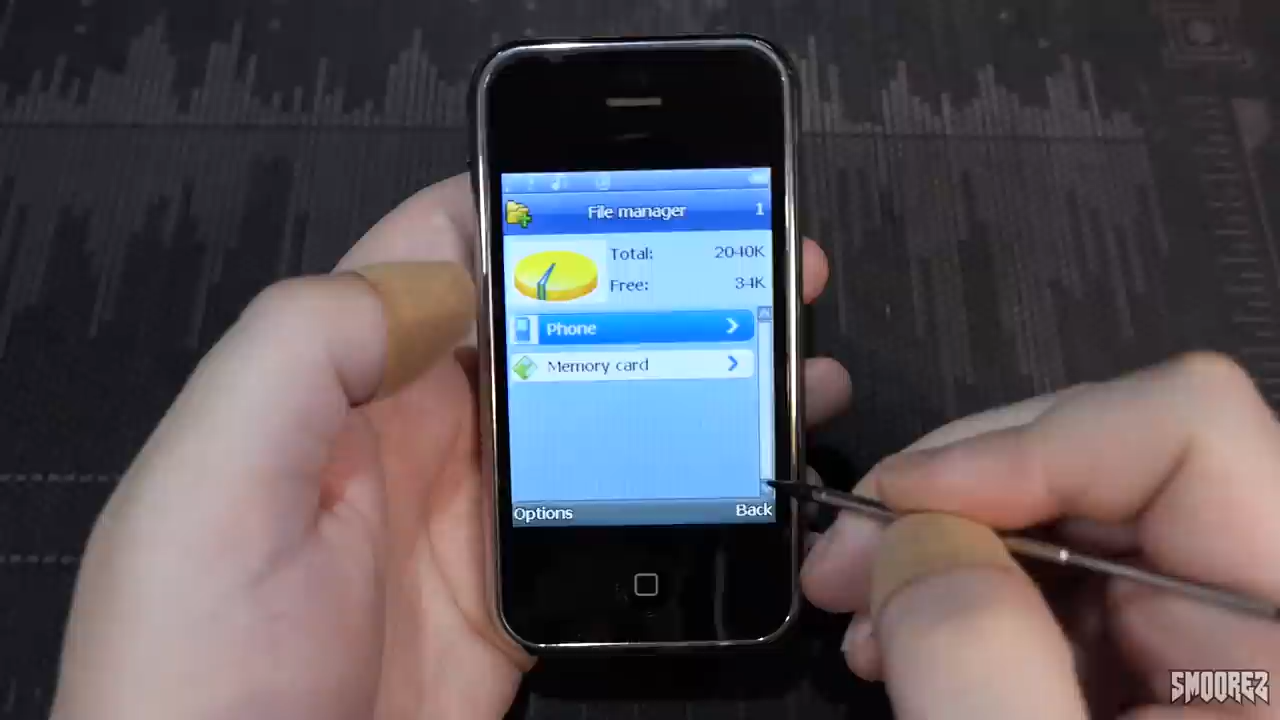 File manager 1
Total: 2040K
Free: 34K
Phone
Memory card
Options Back
SMOOREZ